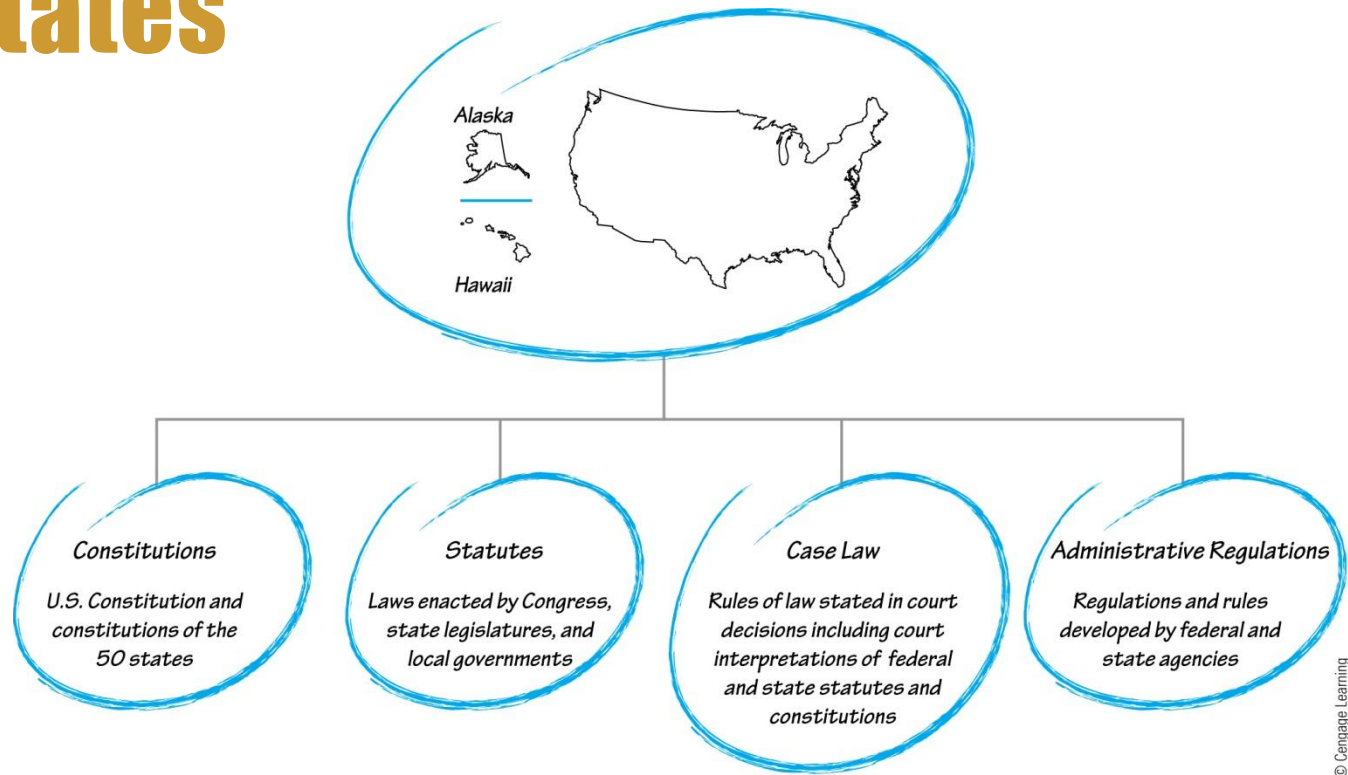 tates
Alaska
Hawaii
Constitutions
U.S. Constitution and
constitutions of the
50 states
Statutes
Laws enacted by Congress,
state legislatures, and
local governments
Case Law
Rules of law stated in court
decisions including court
interpretations of federal
and state statutes and
constitutions
Administrative Regulations
Regulations and rules
developed by federal and
state agencies
© Cengage Learning